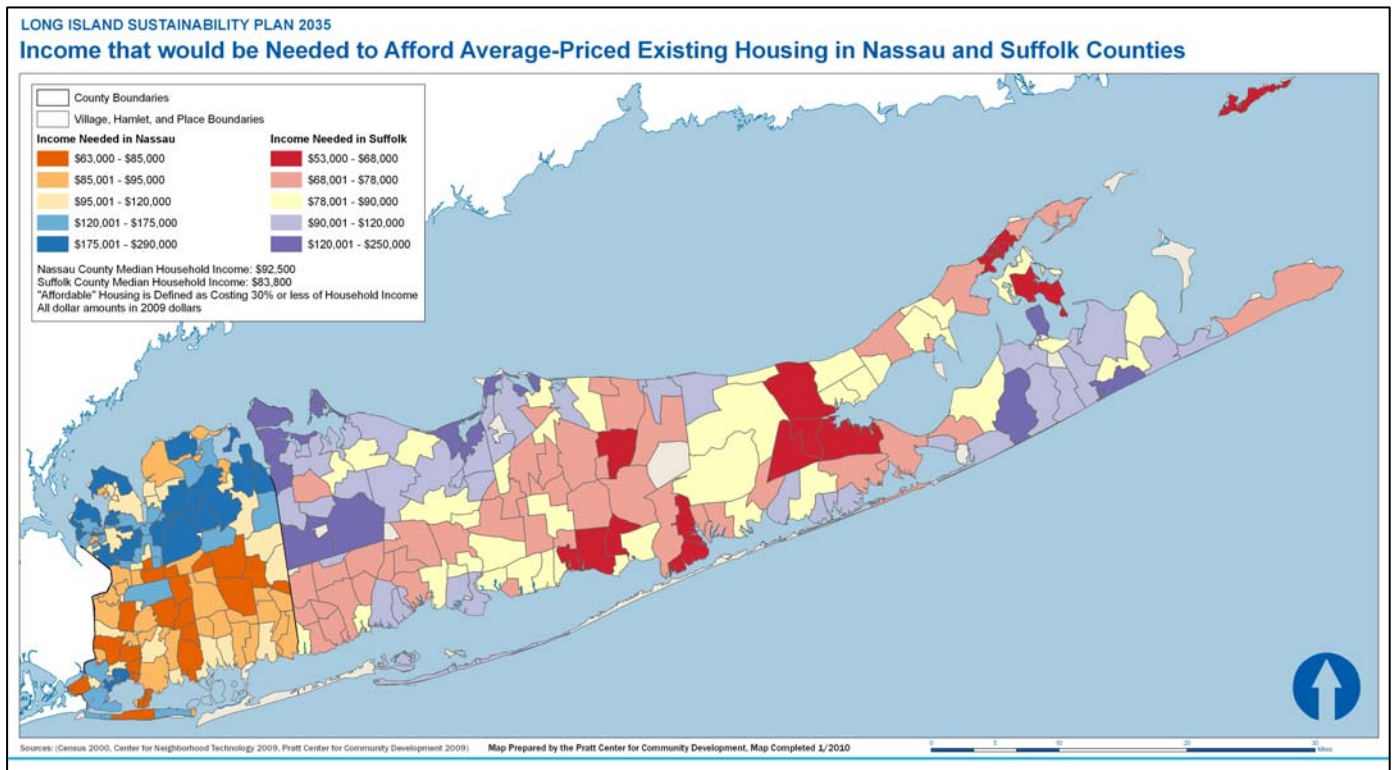 LONG ISLAND SUSTAINABILITY PLAN 2035
Income that would be Needed to Afford Average-Priced Existing Housing in Nassau and Suffolk Counties
County Boundaries
Village, Hamlet, and Place Boundaries
Income Needed in Nassau
$63,000 - $85,000
$85,001 - $95,000
$95,001 - $120,000
$120,001 - $175,000
$175,001 - $290,000
Income Needed in Suffolk
$53,000 - $68,000
$68,001 - $78,000
$78,001 - $90,000
$90,001 - $120,000
$120,001 - $250,000
Nassau County Median Household Income: $92,500
Suffolk County Median Household Income: $83,800
"Affordable" Housing is Defined as Costing 30% or less of Household Income
All dollar amounts in 2009 dollars
Sources: (Census 2000, Center for Neighborhood Technology 2009, Pratt Center for Community Development 2009) Map Prepared by the Pratt Center for Community Development, Map Completed 1/2010
0 5 10 20 30
Miles